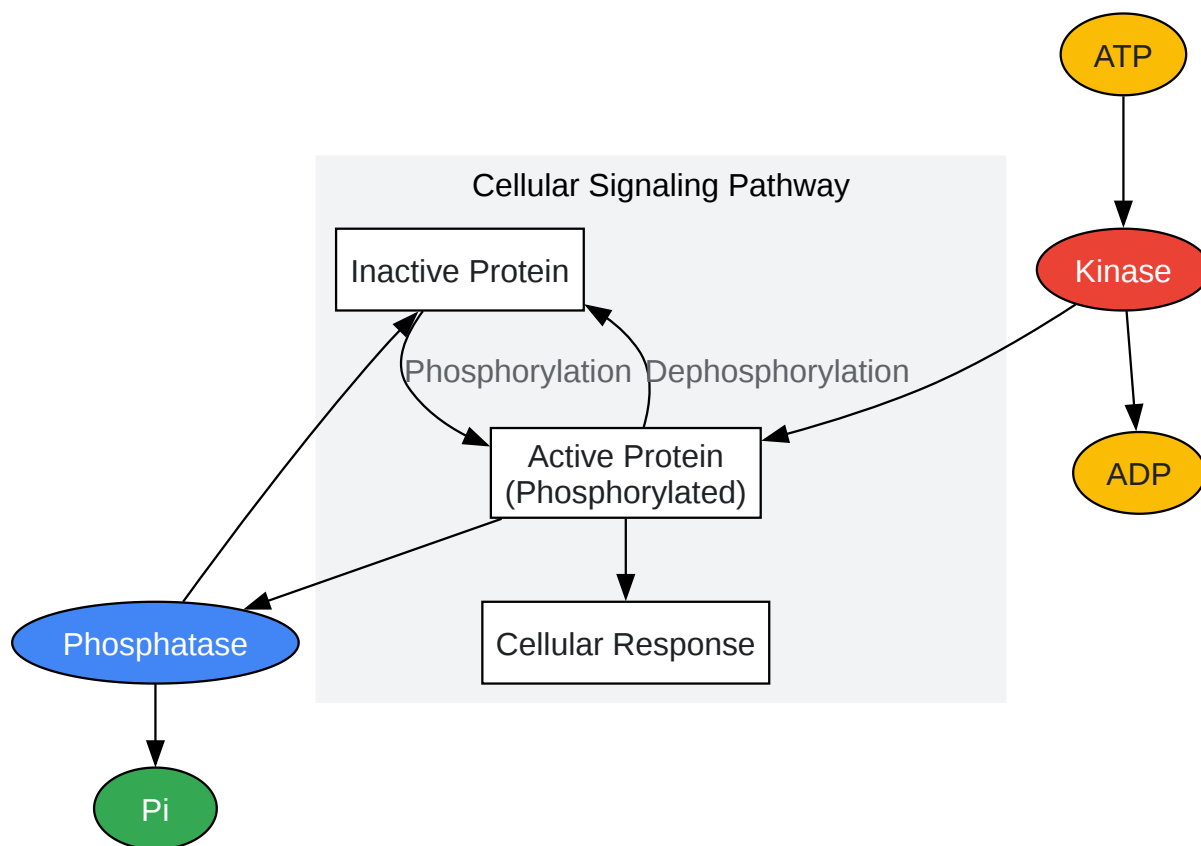 ATP
Cellular Signaling Pathway
Inactive Protein
Kinase
Phosphorylation
Dephosphorylation
Active Protein
(Phosphorylated)
ADP
Phosphatase
Cellular Response
Pi